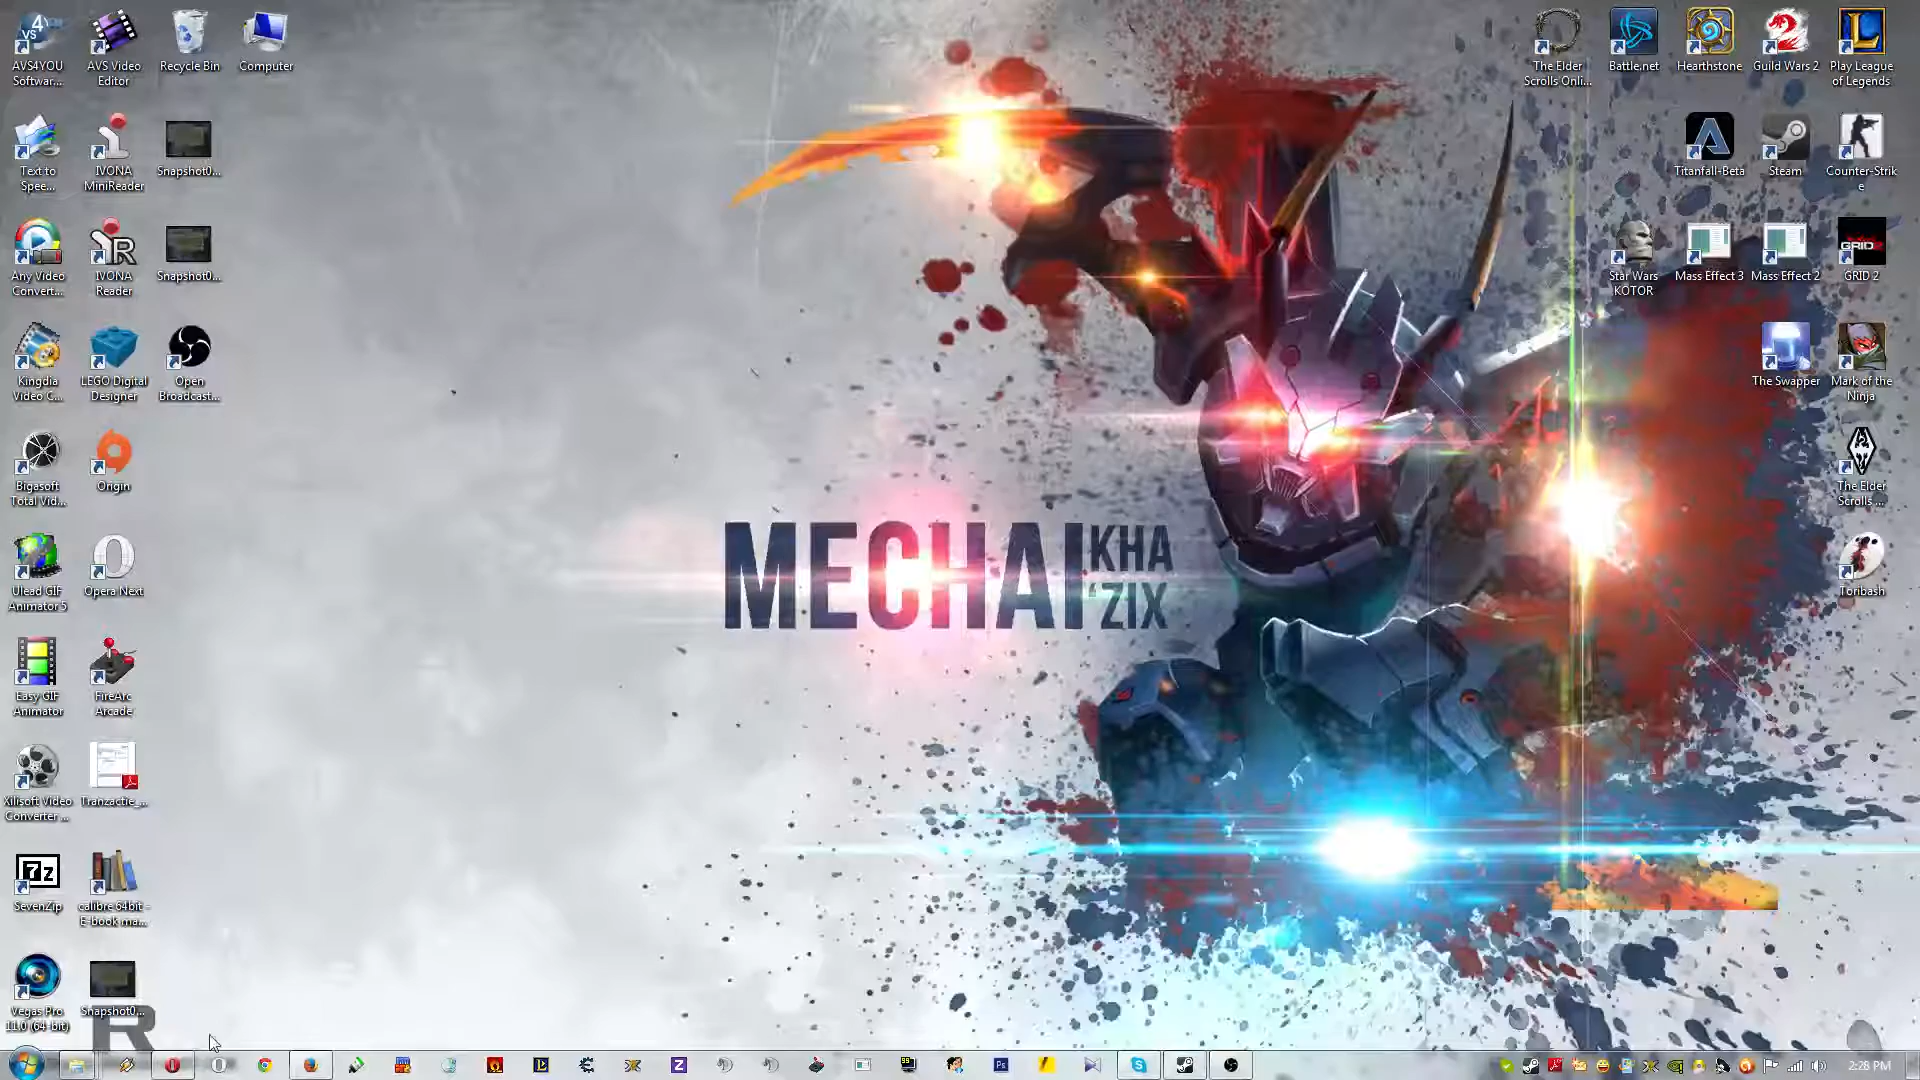 AVS4YOU
Softwar...
AVS Video
Editor
Recycle Bin
Computer
The Elder
Scrolls Onli...
Battle.net
Hearthstone
Guild Wars 2
Play League
of Legends
Text to
Spee...
IVONA
MiniReader
Snapshot0...
Titanfall-Beta
Steam
Counter-Strik
e
Any Video
Convert...
IVONA
Reader
Snapshot0...
Star Wars
KOTOR
Mass Effect 3
Mass Effect 2
GRID 2
Kingdia
Video C...
LEGO Digital
Designer
Open
Broadcast...
The Swapper
Mark of the
Ninja
Bigasoft
Total Vid...
Origin
The Elder
Scrolls ...
Ulead GIF
Animator 5
Opera Next
Toribash
MECHAI KHA
'ZIX
Easy GIF
Animator
FireArc
Arcade
Xilisoft Video
Converter ...
Tranzactie_...
SevenZip
calibre 64bit -
E-book ma...
Vegas Pro
11.0 (64-bit)
Snapshot0...
R
2:28 PM